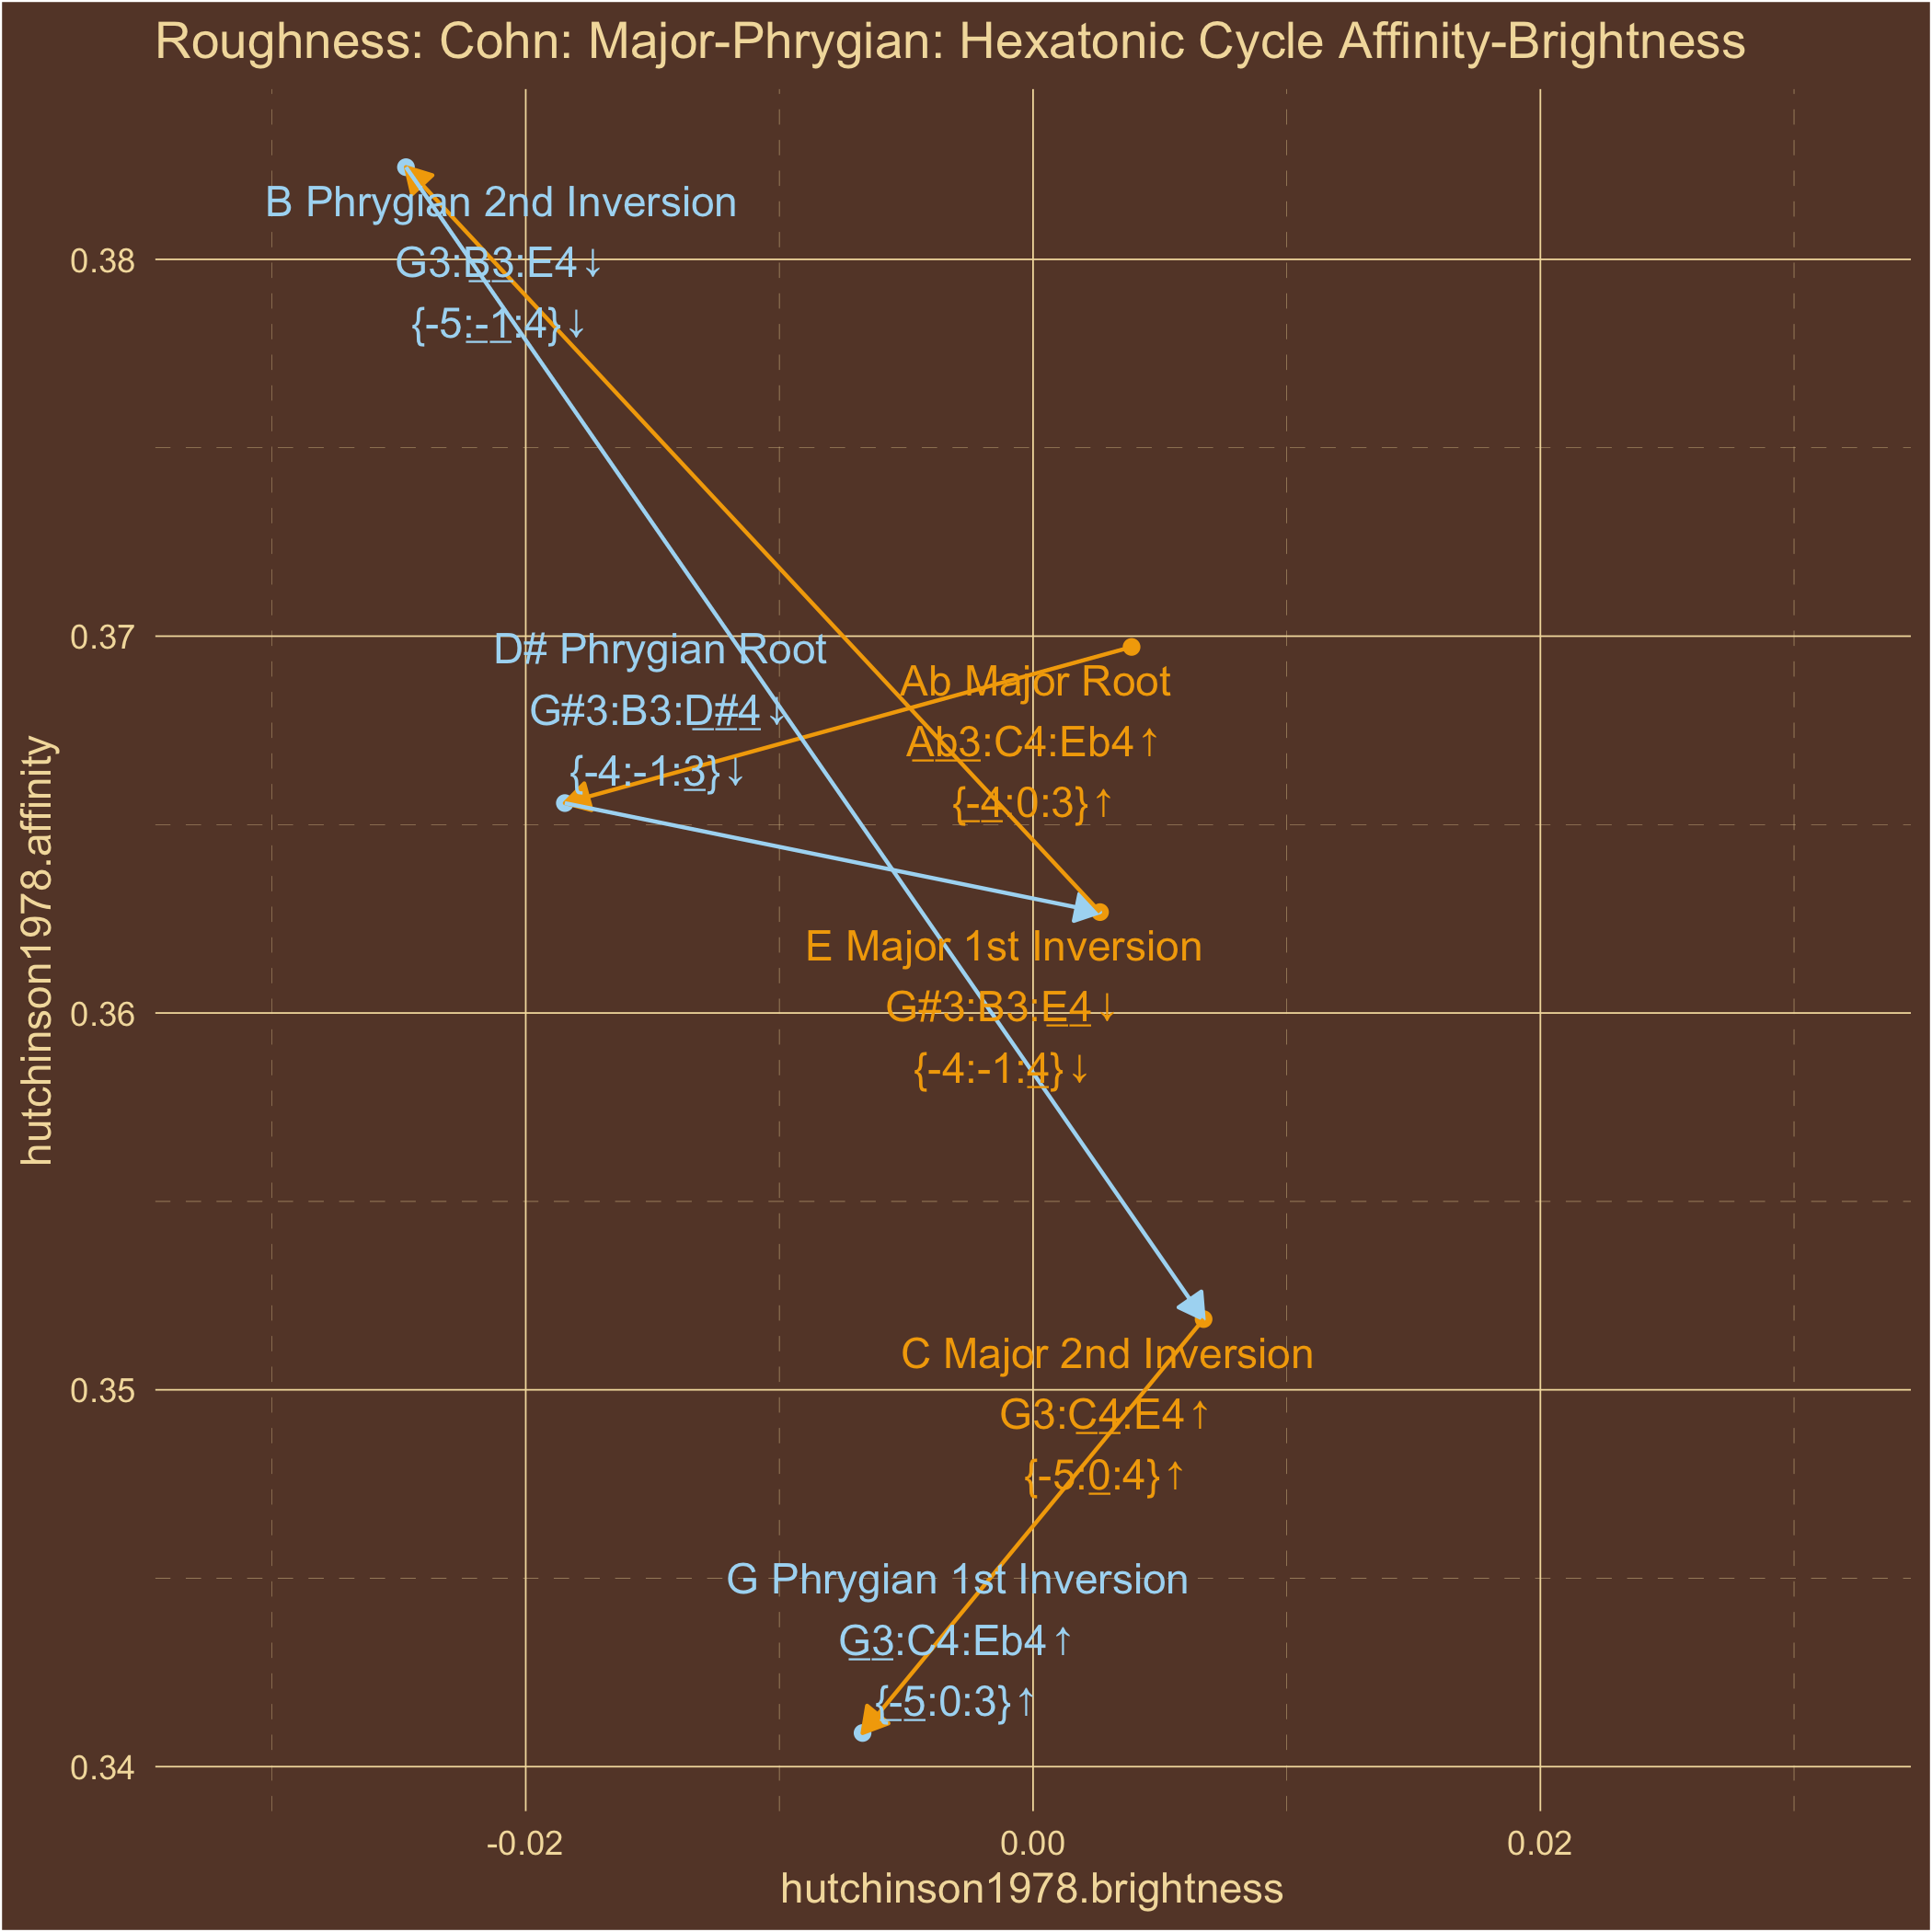 Roughness: Cohn: Major-Phrygian: Hexatonic Cycle Affinity-Brightness
B Phrygian 2nd Inversion
G3:B3:E4↓
{-5:-1:4}↓
0.38
D# Phrygian Root
G#3:B3:D#4↓
{-4:-1:3}↓
0.37
Ab Major Root
Ab3:C4:Eb4↑
{-4:0:3}↑
hutchinson1978.affinity
E Major 1st Inversion
G#3:B3:E4↓
{-4:-1:4}↓
0.36
C Major 2nd Inversion
G3:C4:E4↑
{-5:0:4}↑
0.35
G Phrygian 1st Inversion
G3:C4:Eb4↑
{-5:0:3}↑
0.34
-0.02
0.00
0.02
hutchinson1978.brightness